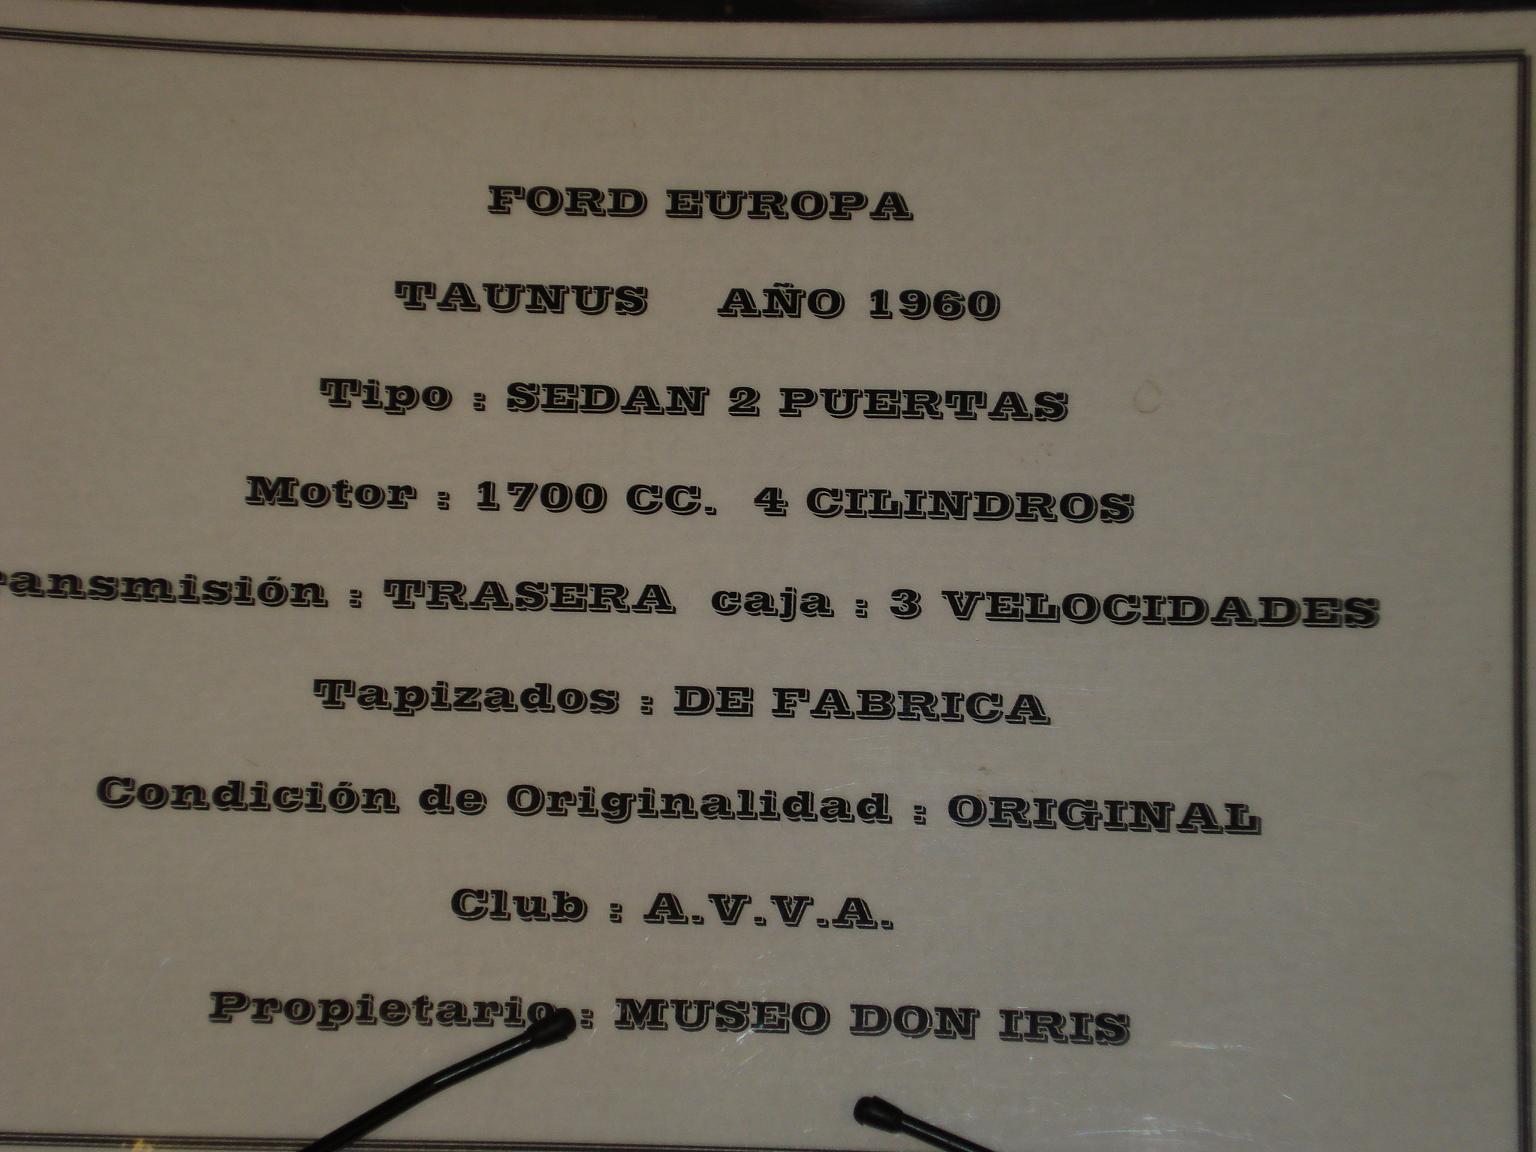 FORD EUROPA
TAUNUS AÑO 1960
Tipo : SEDAN 2 PUERTAS
Motor : 1700 CC. 4 CILINDROS
ransmisión : TRASERA caja : 3 VELOCIDADES
Tapizados : DE FABRICA
Condición de Originalidad : ORIGINAL
Club : A.V.V.A.
Propietario : MUSEO DON IRIS